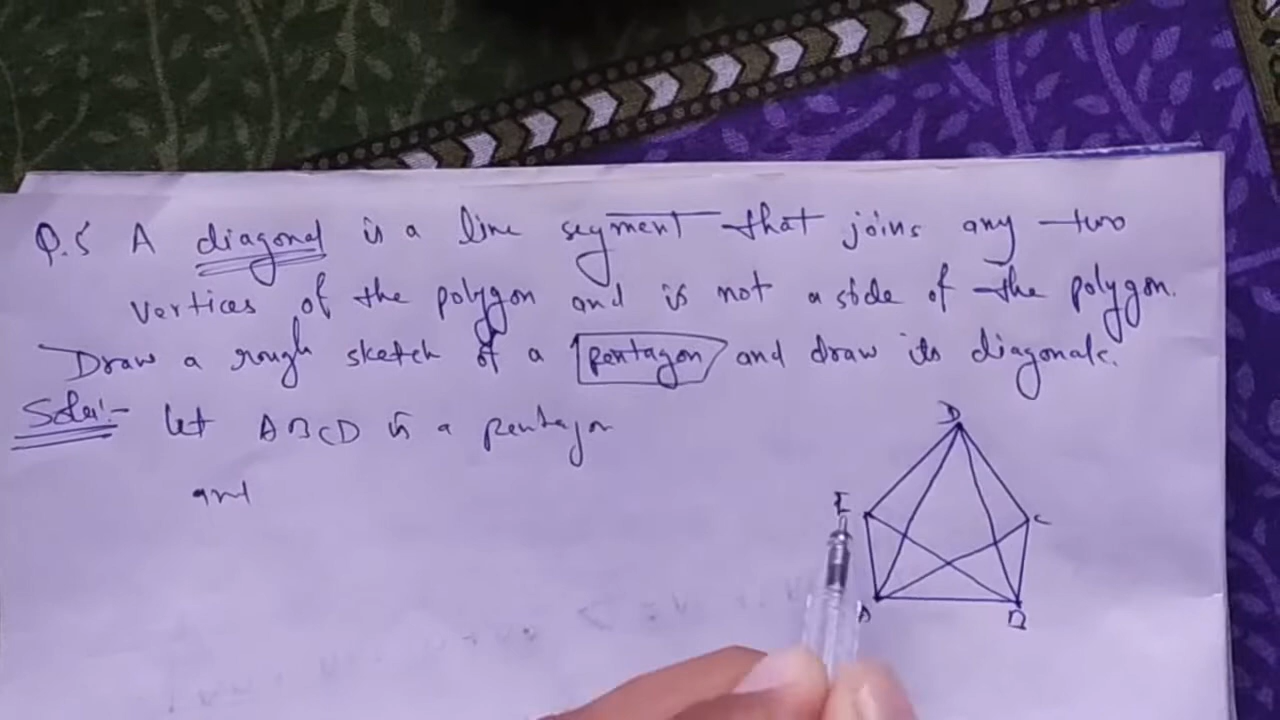 Q.5 A diagonal is a line segment that joins any two
vertices of the polygon and is not a side of the polygon.
Draw a rough sketch of a pentagon and draw its diagonals.
Soln:- let ABCD is a pentagon
and
D
E
C
A
B